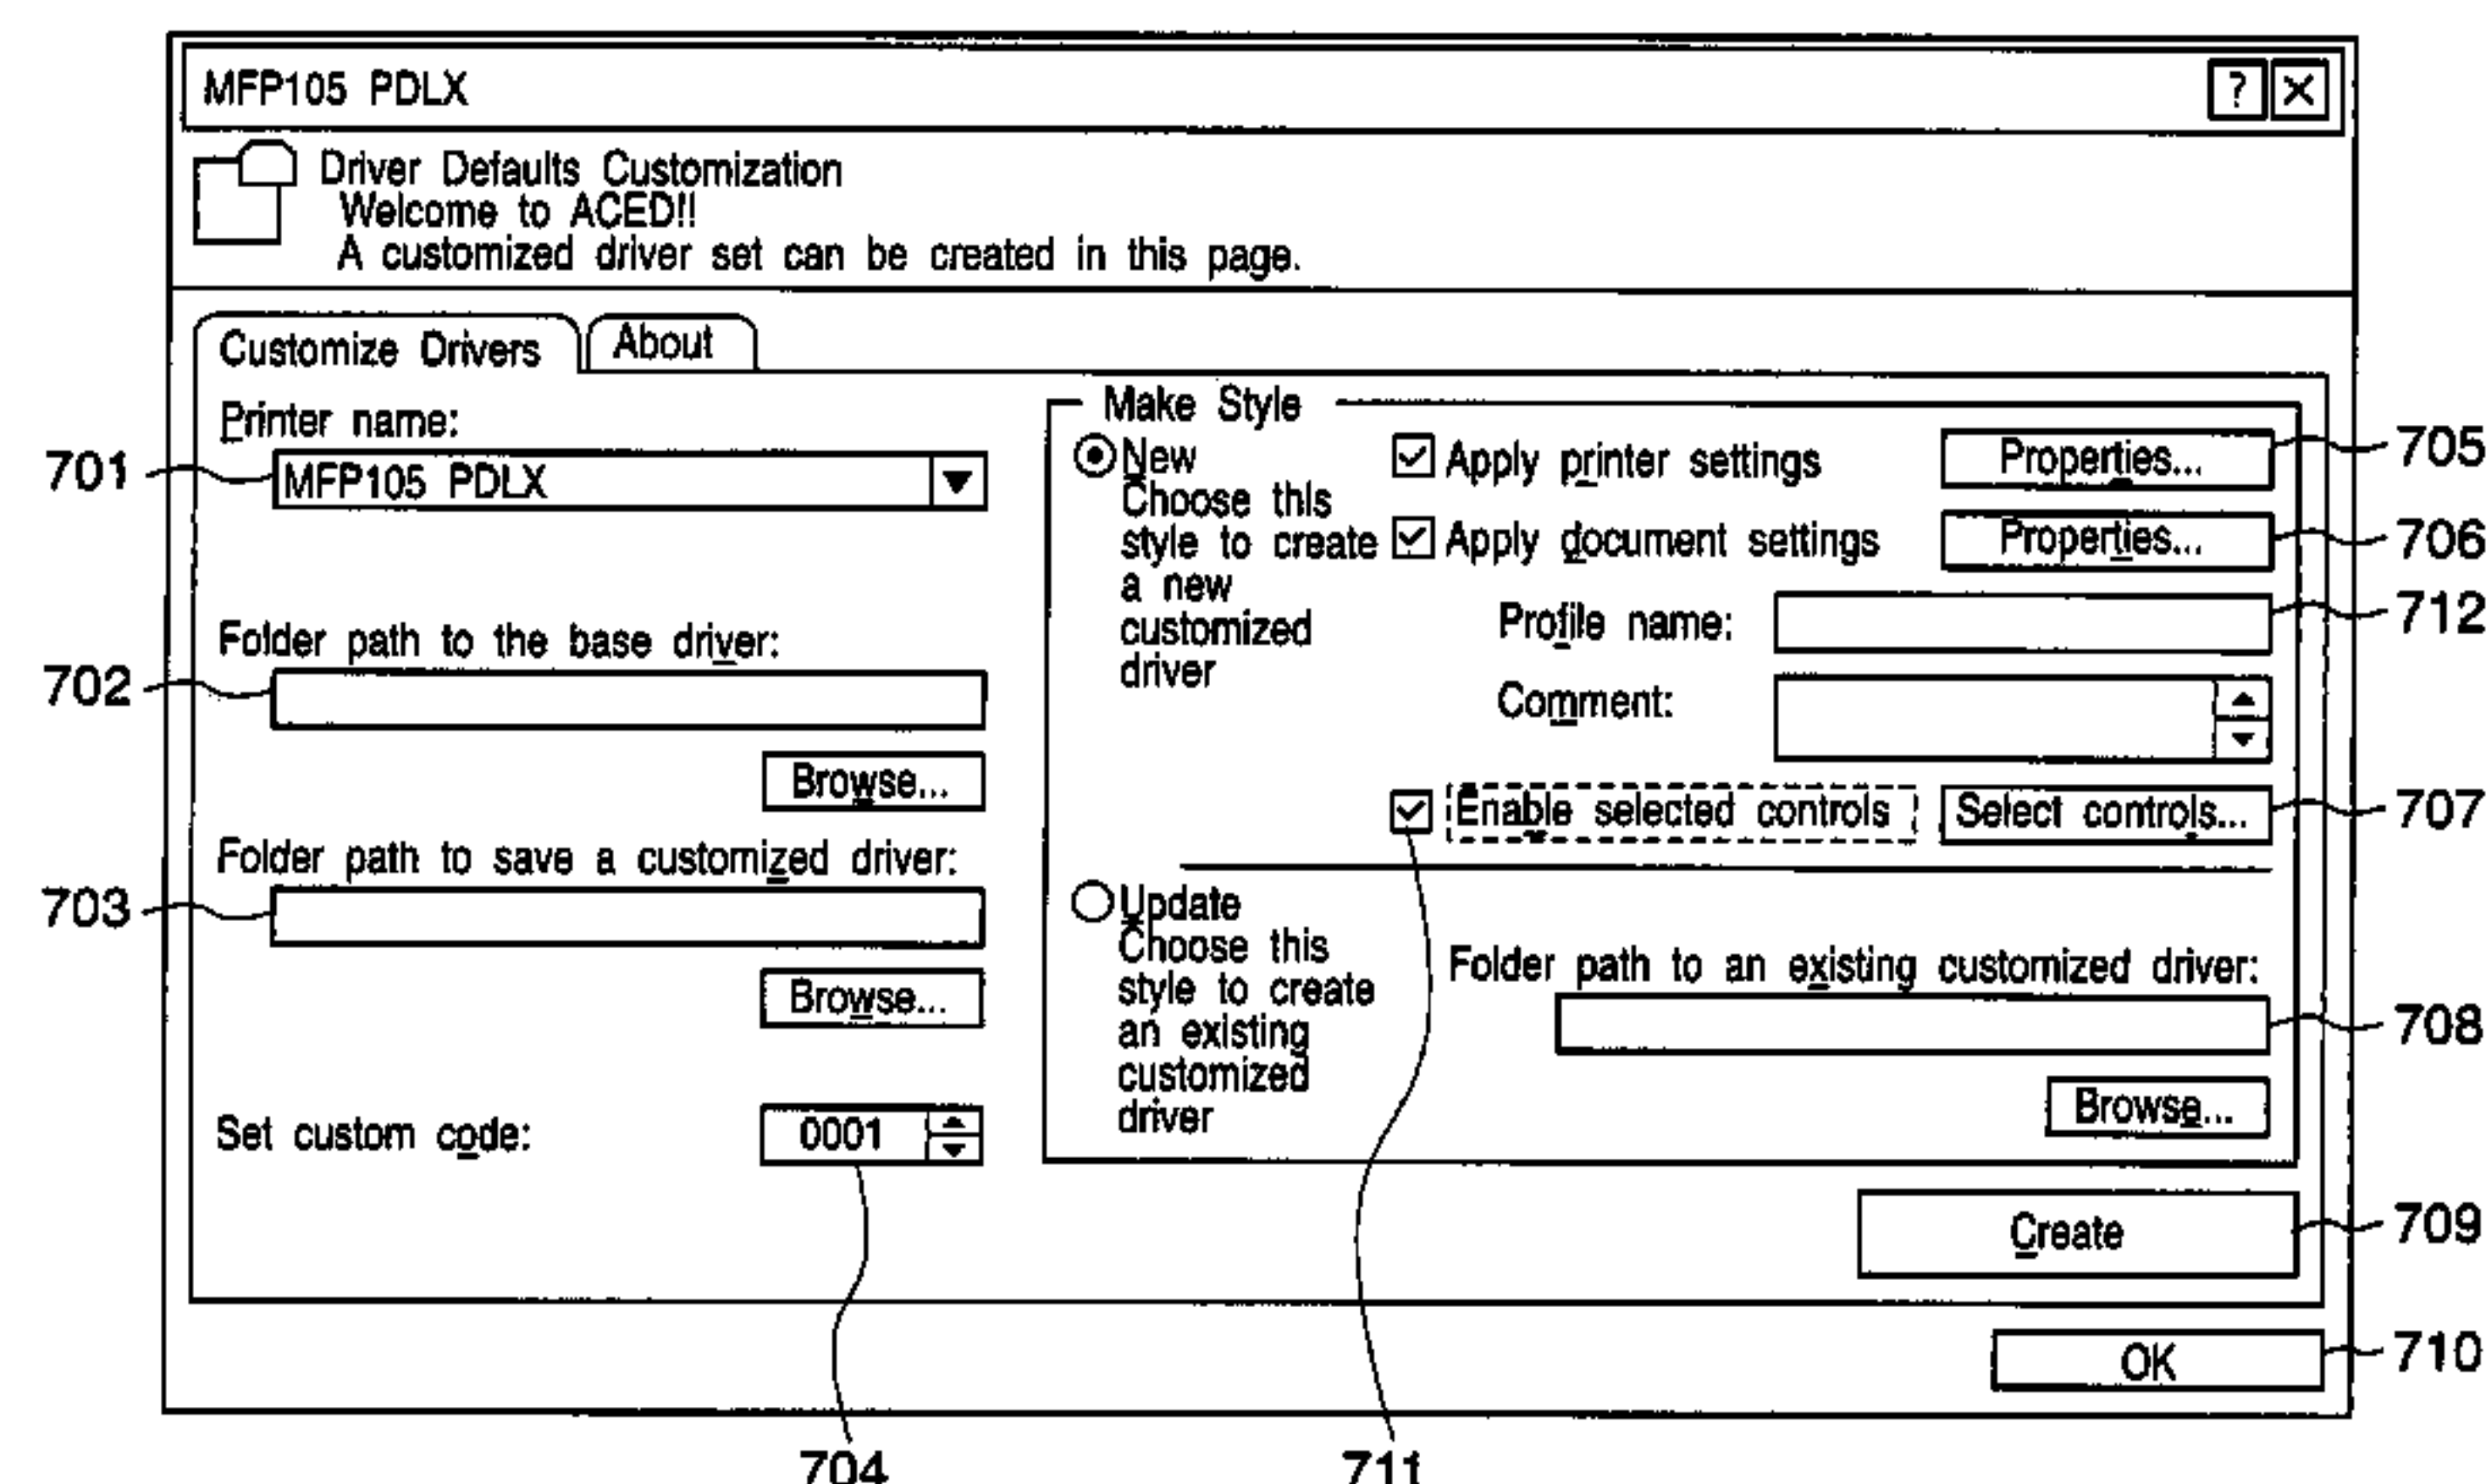 MFP105 PDLX
?
Driver Defaults Customization
Welcome to ACED!!
A customized driver set can be created in this page.
Customize Drivers
About
Printer name:
701
MFP105 PDLX
Folder path to the base driver:
702
Browse...
Folder path to save a customized driver:
703
Browse...
Set custom code:
0001
704
Make Style
New
Choose this
style to create
a new
customized
driver
Apply printer settings
Properties...
705
Apply document settings
Properties...
706
Profile name:
712
Comment:
Enable selected controls
Select controls...
707
711
Update
Choose this
style to create
an existing
customized
driver
Folder path to an existing customized driver:
708
Browse...
Create
709
OK
710